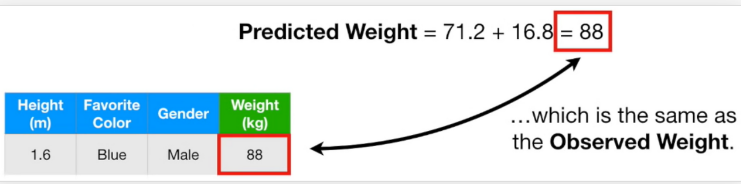 Predicted Weight = 71.2 + 16.8 = 88
Height (m) Favorite Color Gender Weight (kg)
1.6 Blue Male 88
…which is the same as
the Observed Weight.